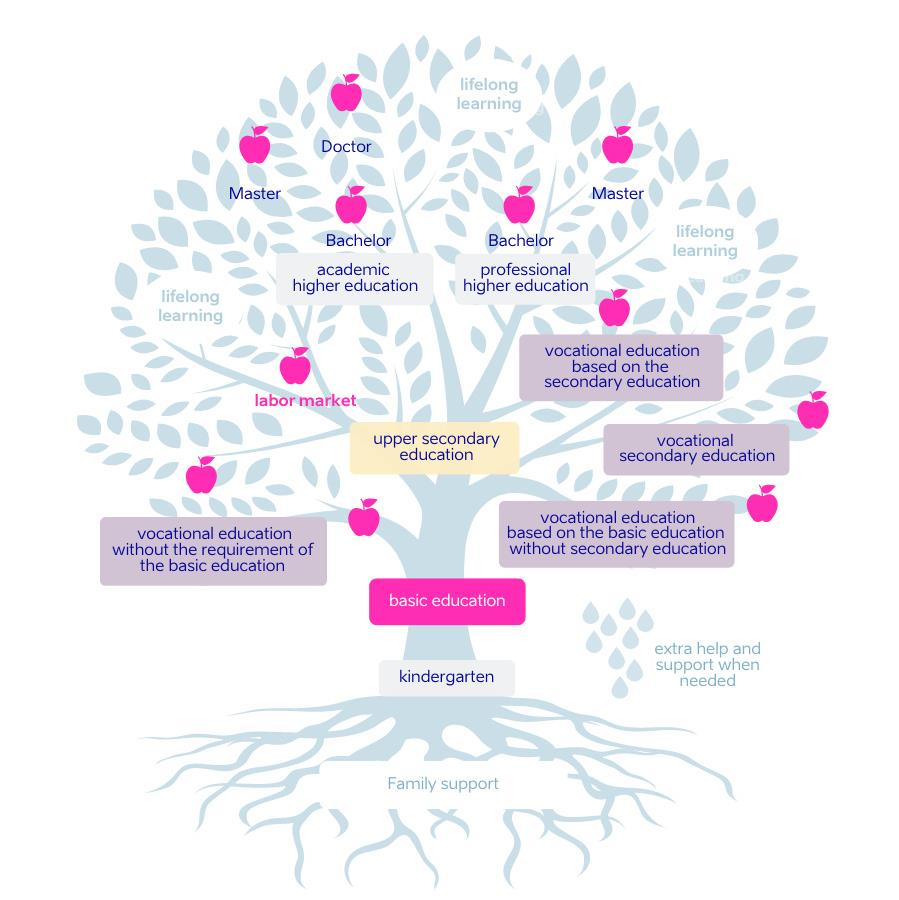 lifelong
learning
Doctor
Master
Master
Bachelor
Bachelor
lifelong
learning
academic
higher education
professional
higher education
lifelong
learning
vocational education
based on the
secondary education
labor market
upper secondary
education
vocational
secondary education
vocational education
without the requirement of
the basic education
vocational education
based on the basic education
without secondary education
basic education
extra help and
support when
needed
kindergarten
Family support